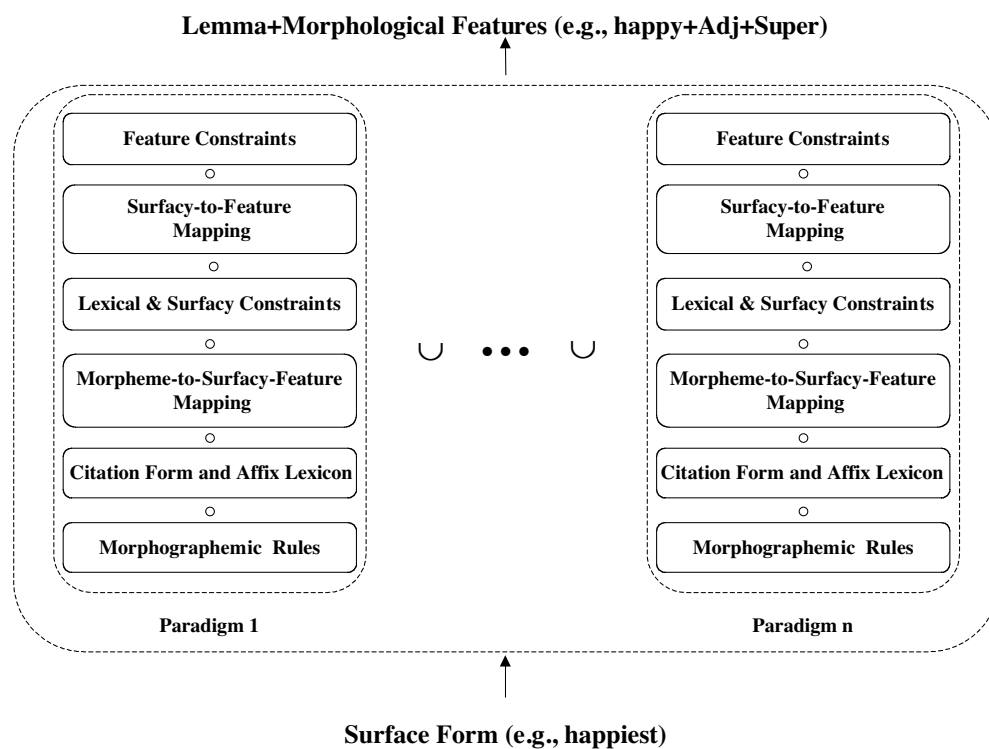 Lemma+Morphological Features (e.g., happy+Adj+Super)
Feature Constraints
Surfacy-to-Feature
Mapping
Lexical & Surfacy Constraints
Morpheme-to-Surfacy-Feature
Mapping
Citation Form and Affix Lexicon
Morphographemic Rules
Paradigm 1
∪ ••• ∪
Feature Constraints
Surfacy-to-Feature
Mapping
Lexical & Surfacy Constraints
Morpheme-to-Surfacy-Feature
Mapping
Citation Form and Affix Lexicon
Morphographemic Rules
Paradigm n
Surface Form (e.g., happiest)